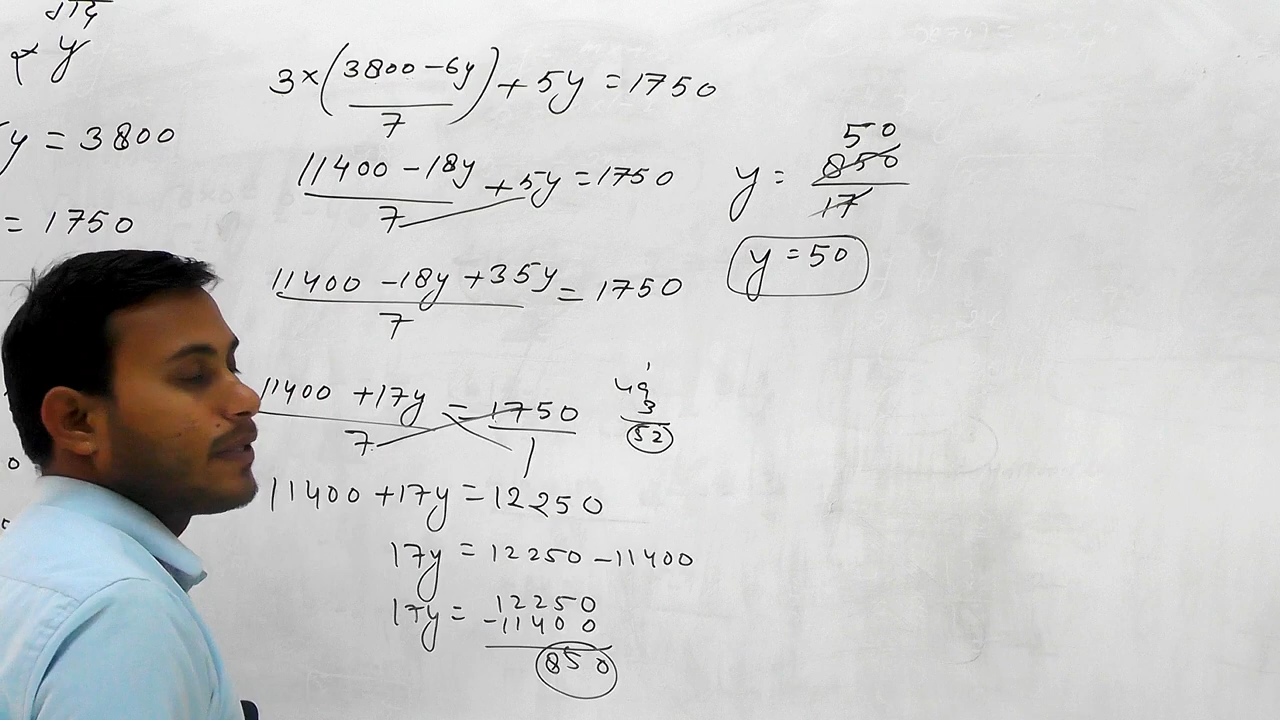 y
y = 3800
= 1750
3×(3800-6y/7)+5y=1750
11400-18y/7+5y=1750
11400-18y+35y/7=1750
11400+17y/7=1750/1
49
3
52
11400+17y=12250
17y=12250-11400
17y=12250
-11400
850
50
y=850/17
y=50